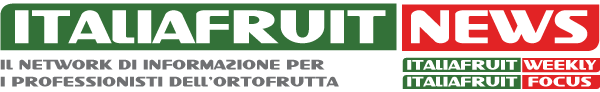 ITALIAFRUIT NEWS
IL NETWORK DI INFORMAZIONE PER
I PROFESSIONISTI DELL'ORTOFRUTTA
ITALIAFRUIT WEEKLY
ITALIAFRUIT FOCUS